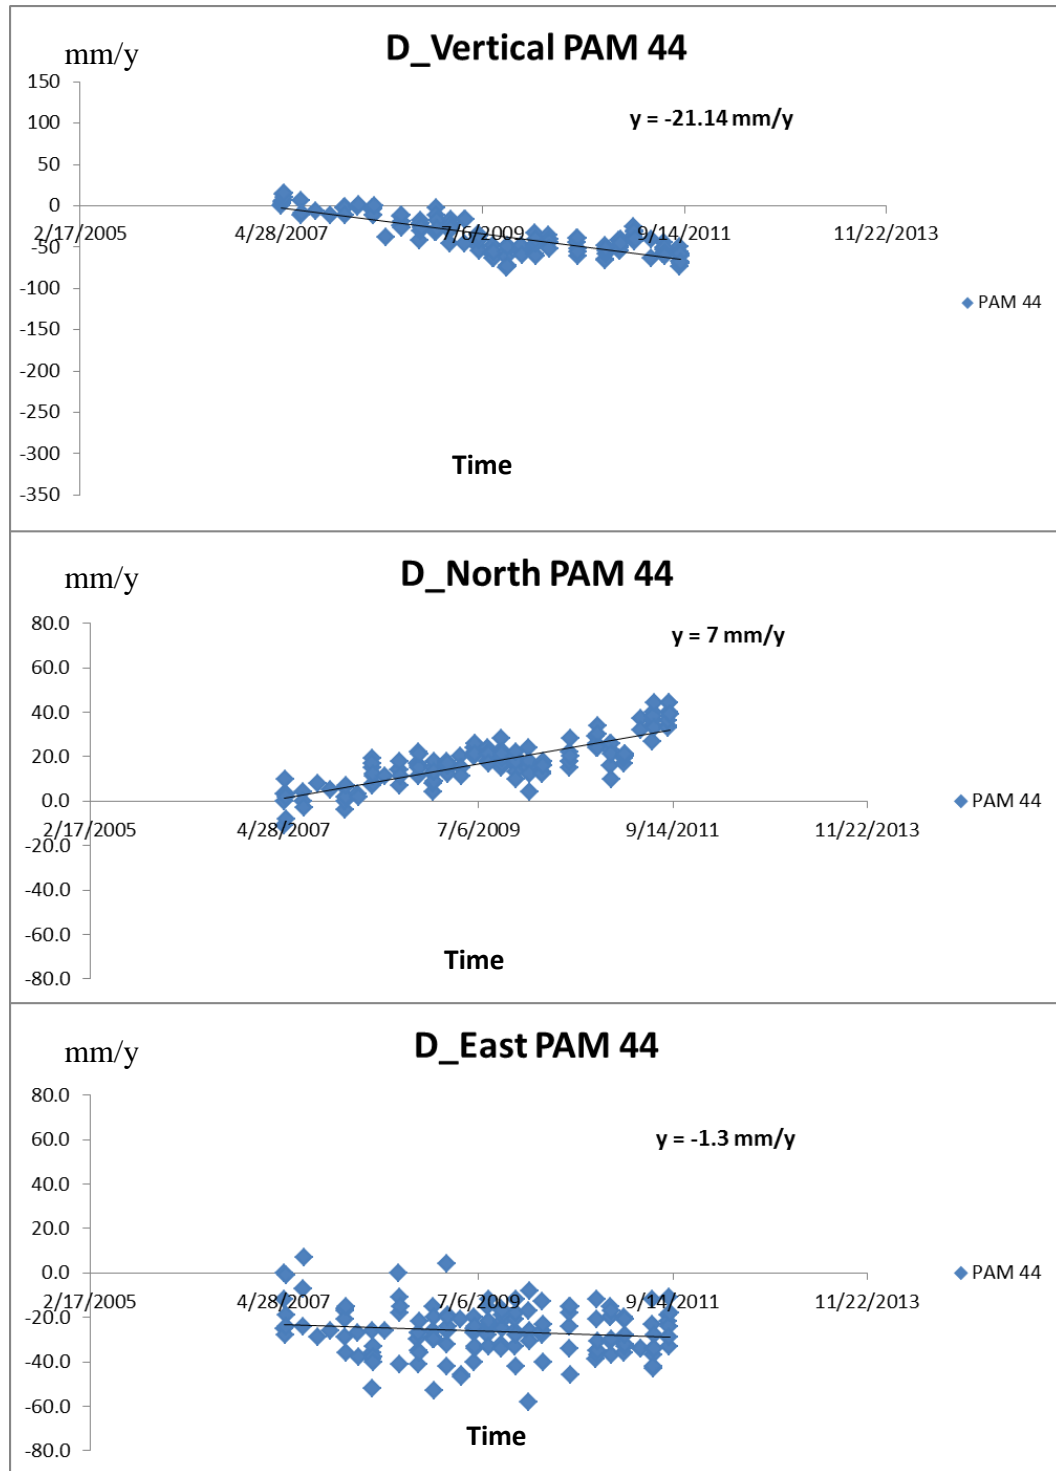 D_Vertical PAM 44
mm/y
150
y = -21.14 mm/y
100
50
0
2/17/2005 4/28/2007 7/6/2009 9/14/2011 11/22/2013
-50
-100
PAM 44
-150
-200
-250
-300
Time
-350
D_North PAM 44
mm/y
80.0
y = 7 mm/y
60.0
40.0
20.0
0.0
PAM 44
2/17/2005 4/28/2007 7/6/2009 9/14/2011 11/22/2013
-20.0
-40.0
-60.0
Time
-80.0
D_East PAM 44
mm/y
80.0
60.0
y = -1.3 mm/y
40.0
20.0
0.0
PAM 44
2/17/2005 4/28/2007 7/6/2009 9/14/2011 11/22/2013
-20.0
-40.0
-60.0
Time
-80.0